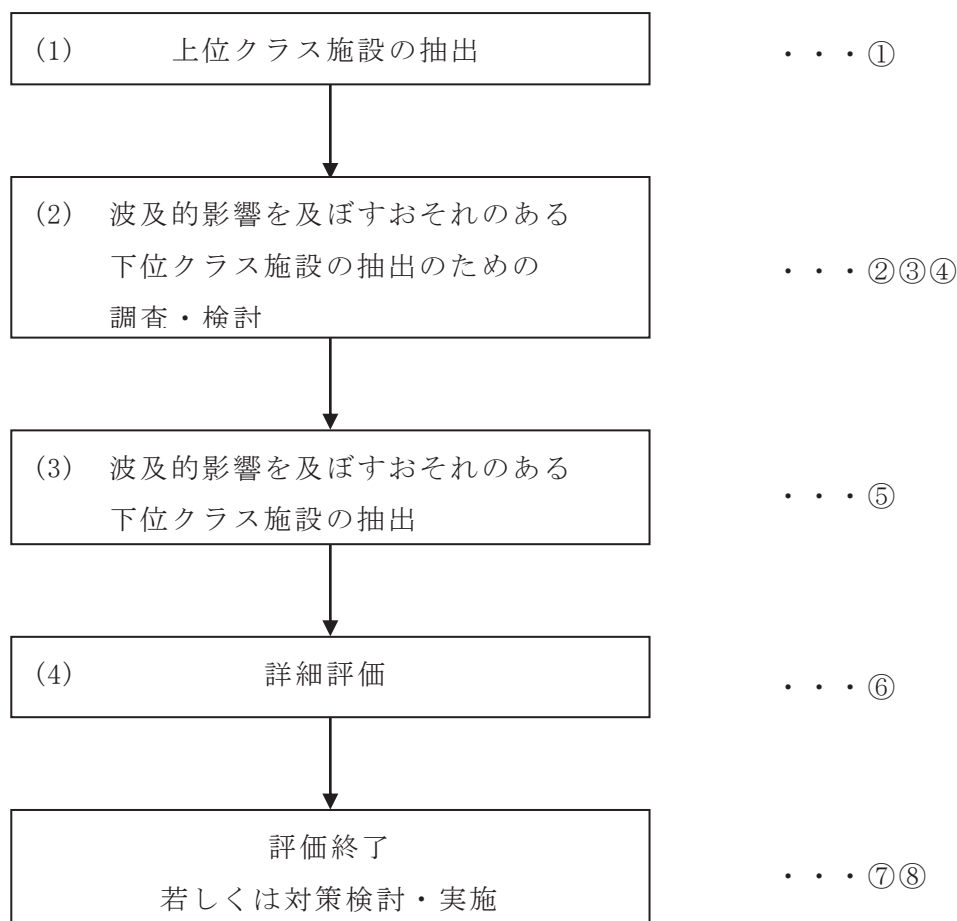 (1) 上位クラス施設の抽出 ・・・①
(2) 波及的影響を及ぼすおそれのある
下位クラス施設の抽出のための ・・・②③④
調査・検討
(3) 波及的影響を及ぼすおそれのある
下位クラス施設の抽出 ・・・⑤
(4) 詳細評価 ・・・⑥
評価終了
若しくは対策検討・実施 ・・・⑦⑧